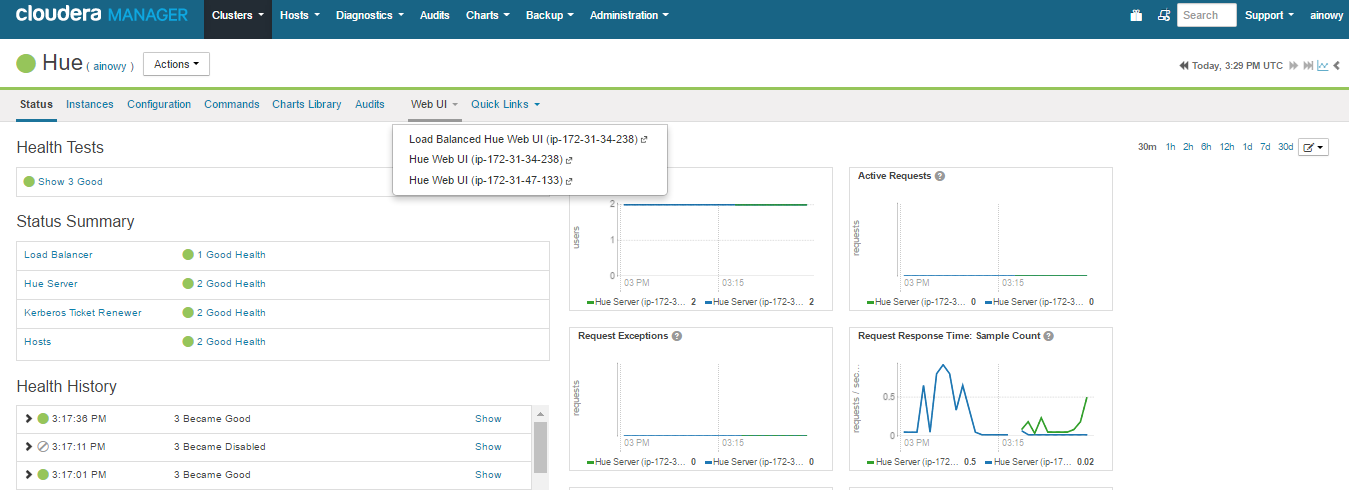 cloudera MANAGER Clusters Hosts Diagnostics Audits Charts Backup Administration Search Support ainowy
Hue ( ainowy ) Actions Today, 3:29 PM UTC
Status Instances Configuration Commands Charts Library Audits Web UI Quick Links
Load Balanced Hue Web UI (ip-172-31-34-238)
Hue Web UI (ip-172-31-34-238)
Hue Web UI (ip-172-31-47-133)
30m 1h 2h 6h 12h 1d 7d 30d
Health Tests
Show 3 Good
Status Summary
Load Balancer 1 Good Health
Hue Server 2 Good Health
Kerberos Ticket Renewer 2 Good Health
Hosts 2 Good Health
Health History
3:17:36 PM 3 Became Good Show
3:17:11 PM 3 Became Disabled Show
3:17:01 PM 3 Became Good Show
users
2
1
0
03 PM 03:15
Hue Server (ip-172-3... 2 Hue Server (ip-172-3... 2
Active Requests
requests
03 PM 03:15
Hue Server (ip-172-3... 0 Hue Server (ip-172-3... 0
Request Exceptions
requests
03 PM 03:15
Hue Server (ip-172-3... 0 Hue Server (ip-172-3... 0
Request Response Time: Sample Count
requests / sec...
0.5
0
03 PM 03:15
Hue Server (ip-172... 0.5 Hue Server (ip-17... 0.02